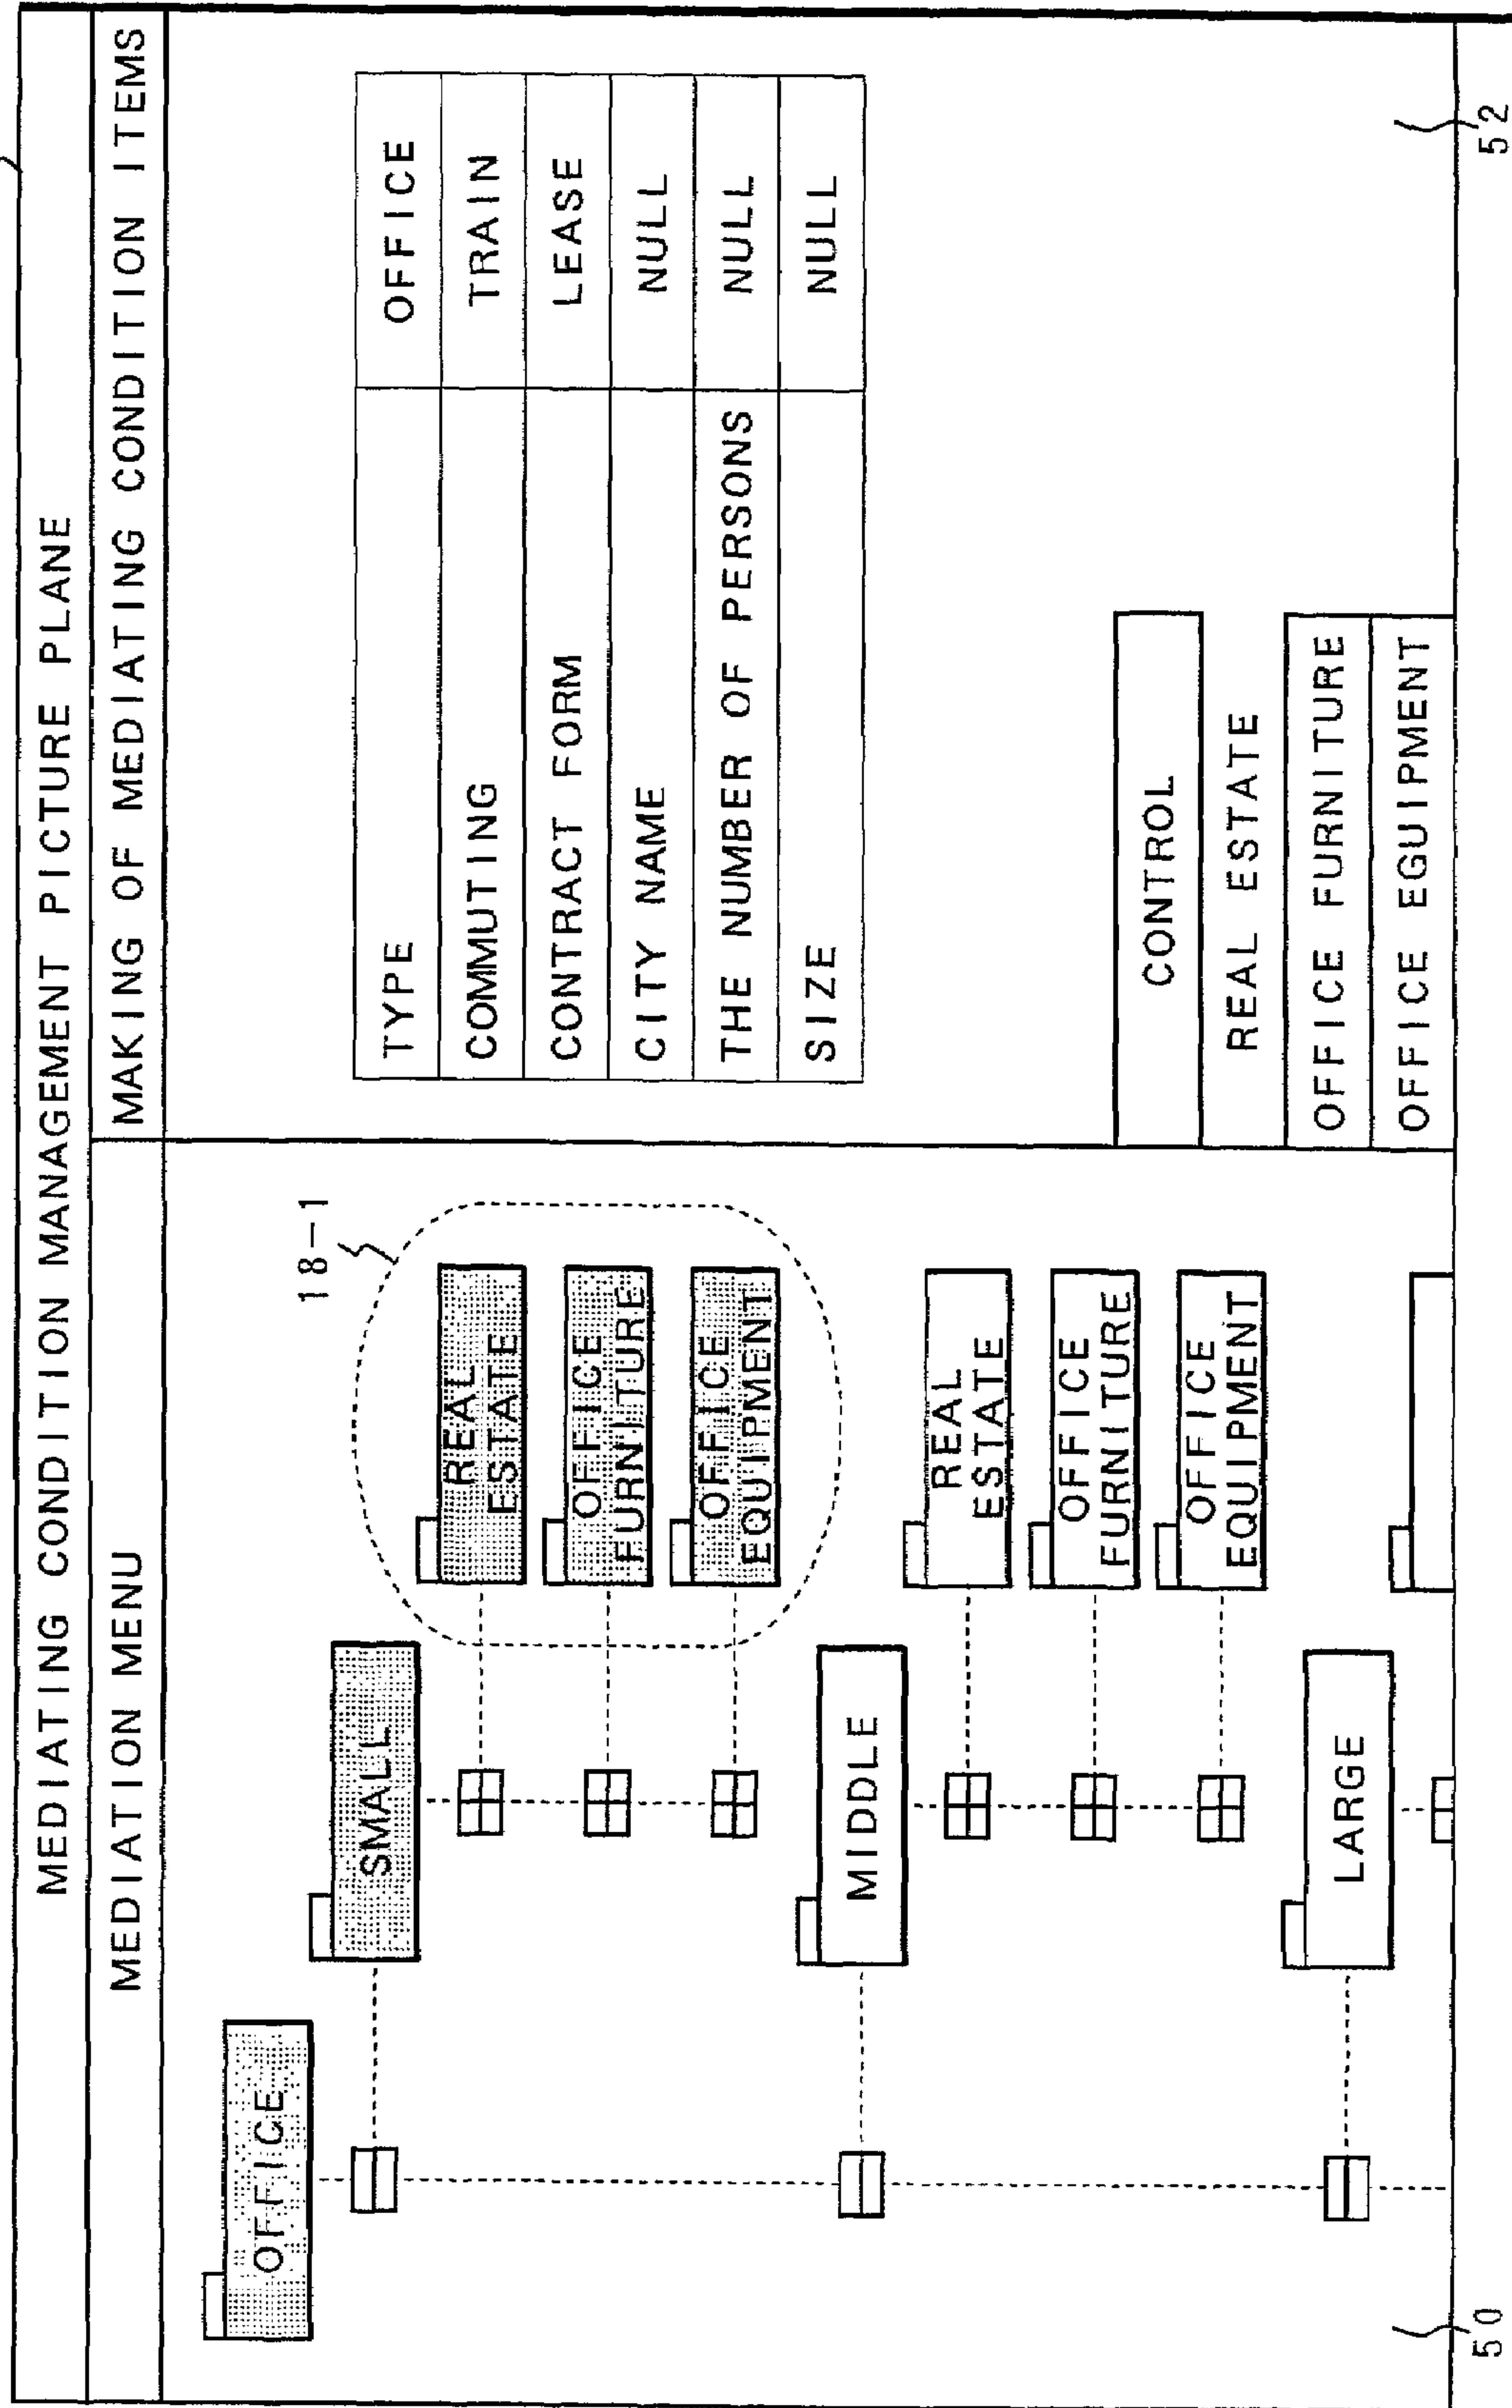 MEDIATING CONDITION MANAGEMENT PICTURE PLANE
MEDIATION MENU
MAKING OF MEDIATING CONDITION ITEMS
OFFICE
SMALL
18-1
REAL
ESTATE
OFFICE
FURNITURE
OFFICE
EQUIPMENT
MIDDLE
REAL
ESTATE
OFFICE
FURNITURE
OFFICE
EQUIPMENT
LARGE
TYPE OFFICE
COMMUTING TRAIN
CONTRACT FORM LEASE
CITY NAME NULL
THE NUMBER OF PERSONS NULL
SIZE NULL
CONTROL
REAL ESTATE
OFFICE FURNITURE
OFFICE EGUIPMENT
50
52